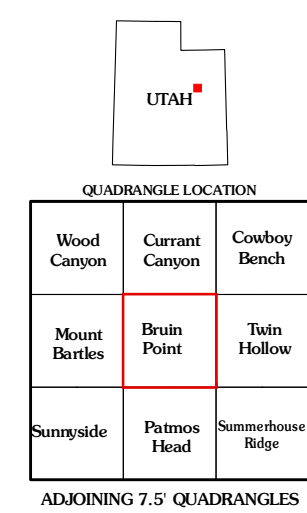 UTAH
QUADRANGLE LOCATION
Wood Canyon
Currant Canyon
Cowboy Bench
Mount Bartles
Bruin Point
Twin Hollow
Sunnyside
Patmos Head
Summerhouse Ridge
ADJOINING 7.5' QUADRANGLES